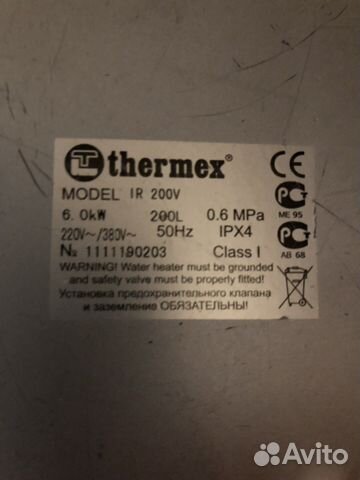 thermex®
MODEL IR 200V
6.0kW 200L 0.6 MPa
220V~/380V~ 50Hz IPX4
№ 1111190203 Class I
WARNING! Water heater must be grounded
and safety valve must be properly fitted!
Установка предохранительного клапана
и заземление ОБЯЗАТЕЛЬНЫ!
CE
РСТ
ME 95
РСТ
AB 68
Avito